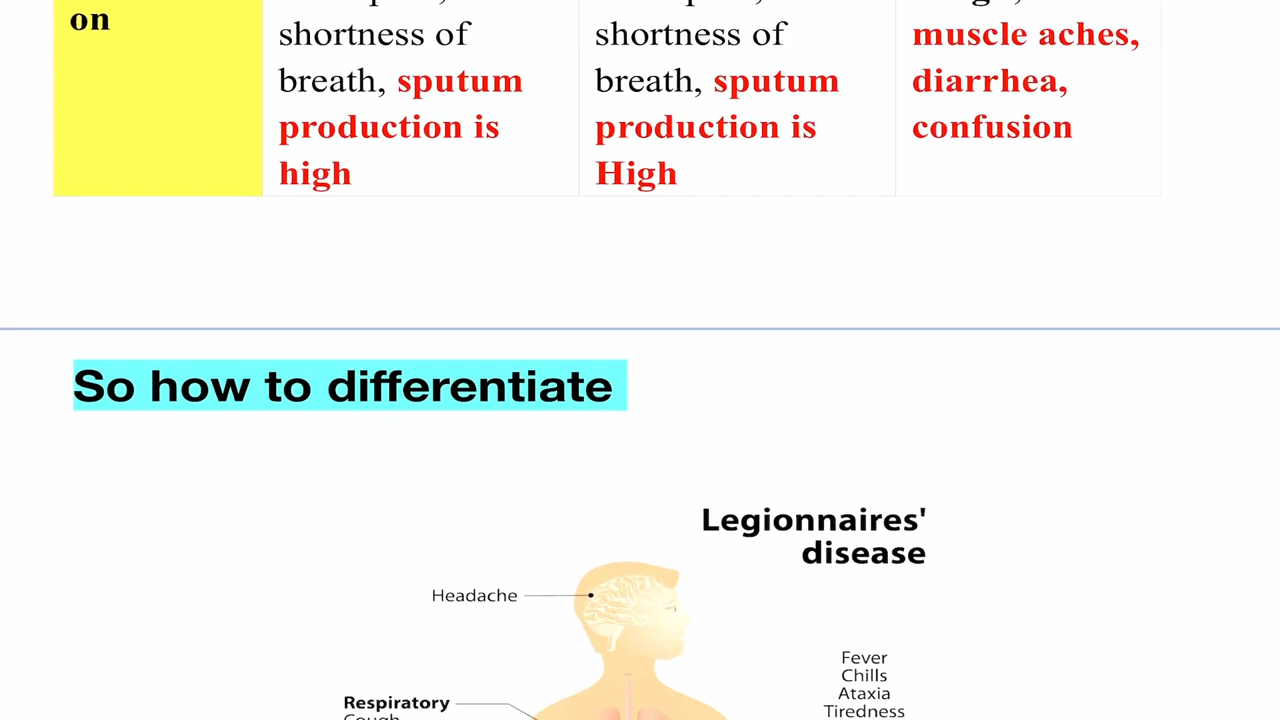 on
shortness of
breath, sputum
production is
high
shortness of
breath, sputum
production is
High
muscle aches,
diarrhea,
confusion
So how to differentiate
Legionnaires'
disease
Headache
Fever
Chills
Ataxia
Tiredness
Respiratory
Cough